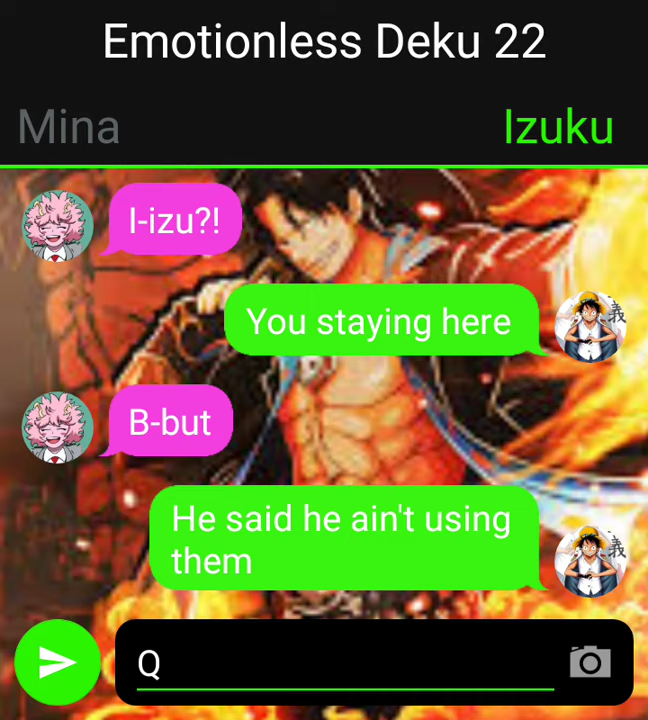 Emotionless Deku 22
Mina
Izuku
I-izu?!
You staying here
B-but
He said he ain't using
them
Q